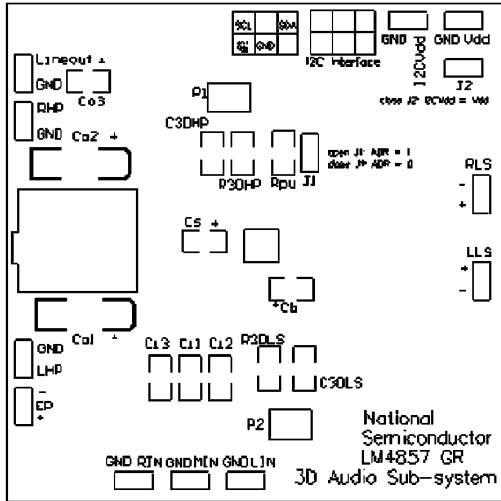 SCL SDA
GND
I2C Interface
GND
I2CVdd
GND Vdd
J2
close J2: I2CVdd = Vdd
Lineout +
GND
Co3
RHP
GND
Co2 +
P1
C3DHP
R3DHP
Rpu
J1
open J1: ADR = 1
close J1: ADR = 0
RLS
-
+
LLS
+
-
Cs +
+Cb
Co1 +
GND
LHP
-
EP
+
Ci3 Ci1 Ci2
R3DLS
C3DLS
P2
GND RIN GND MIN GND LIN
National
Semiconductor
LM4857 GR
3D Audio Sub-system